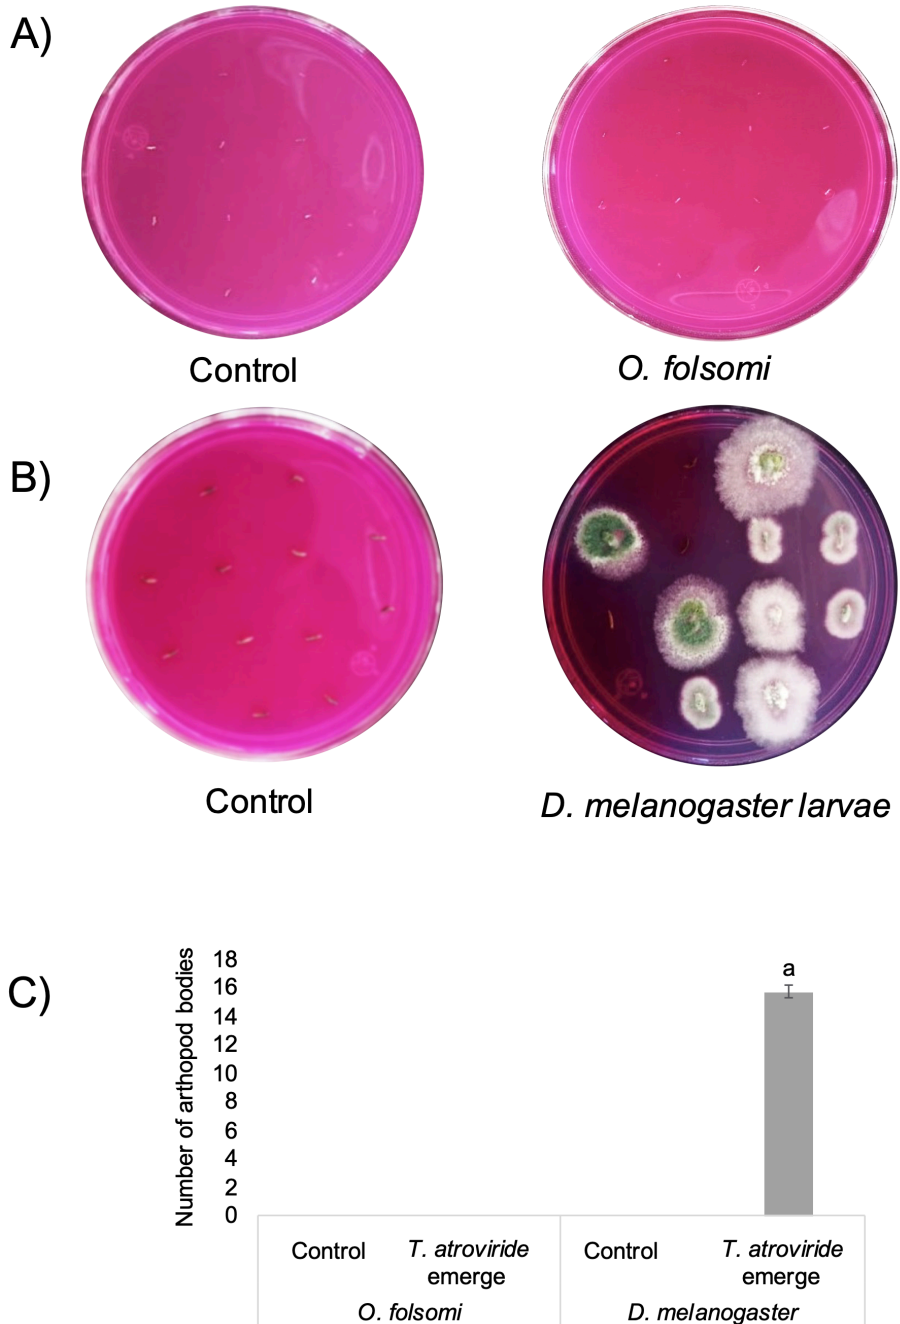 A)
Control
O. folsomi
B)
Control
D. melanogaster larvae
C)
Number of arthopod bodies
18
16
14
12
10
8
6
4
2
0
a
Control
T. atroviride
emerge
Control
T. atroviride
emerge
O. folsomi
D. melanogaster